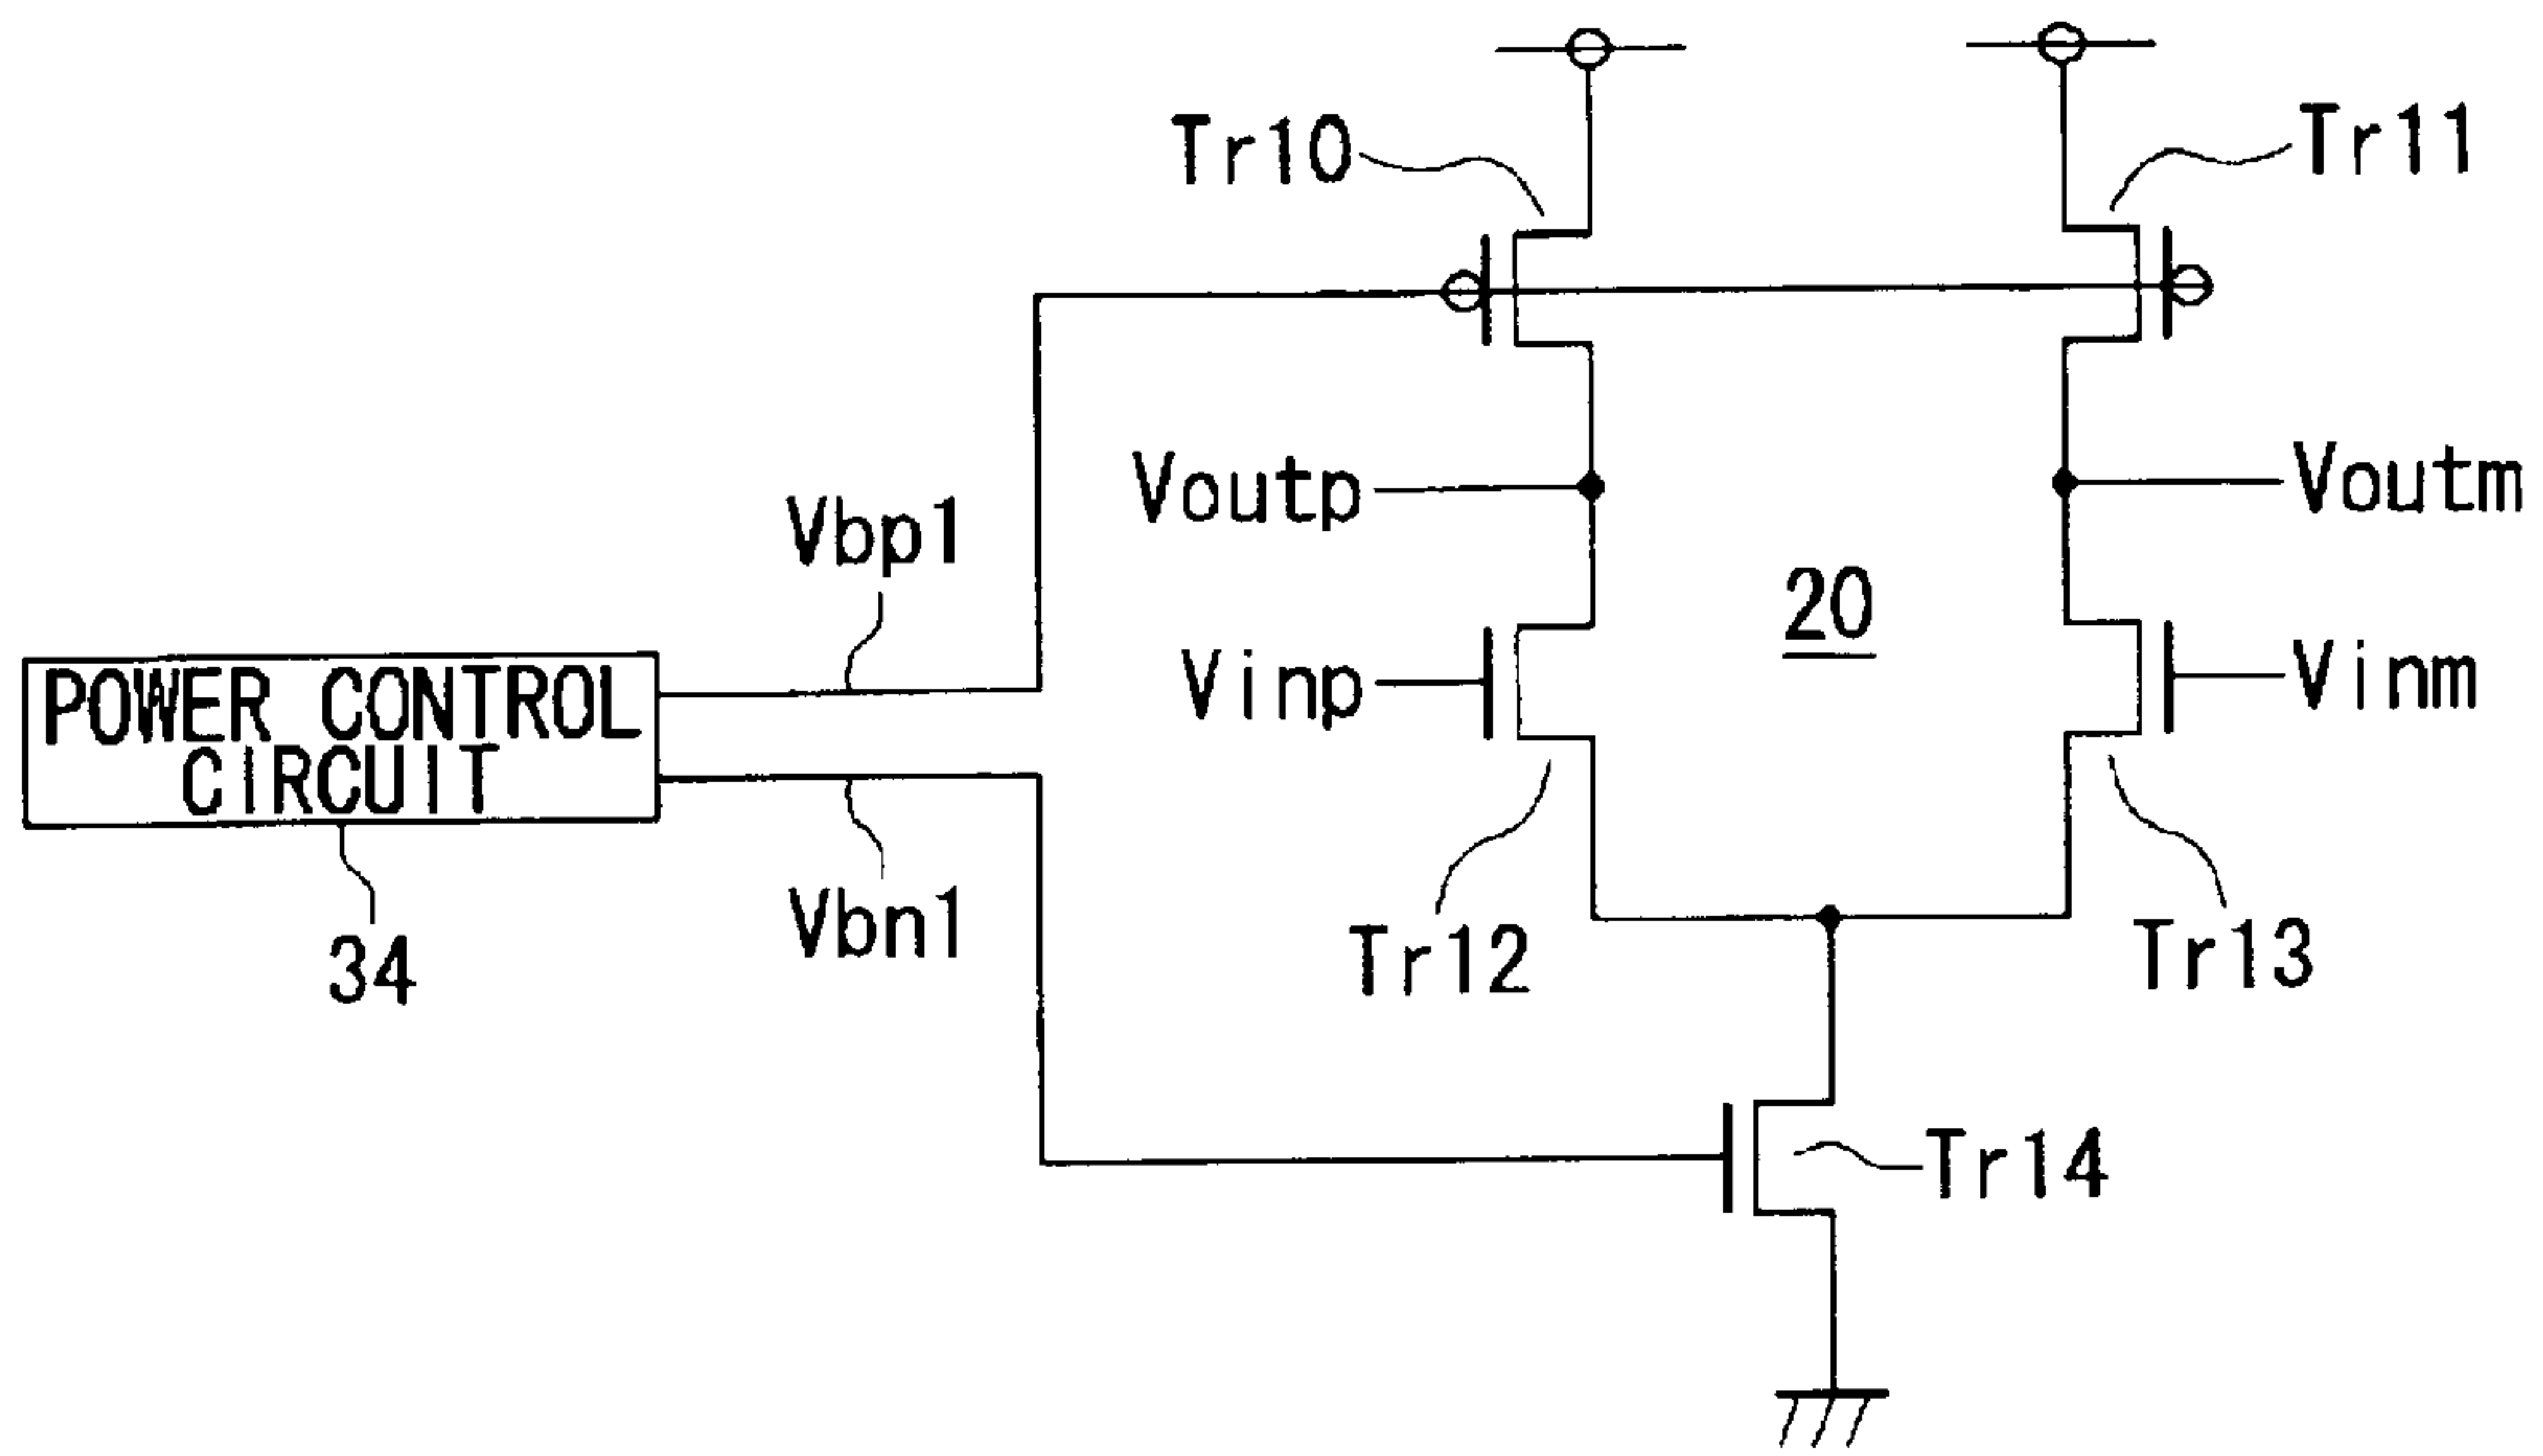 Tr10
Tr11
Voutp
Voutm
Vbp1
20
Vinp
Vinm
POWER CONTROL
CIRCUIT
Vbn1
34
Tr12
Tr13
Tr14